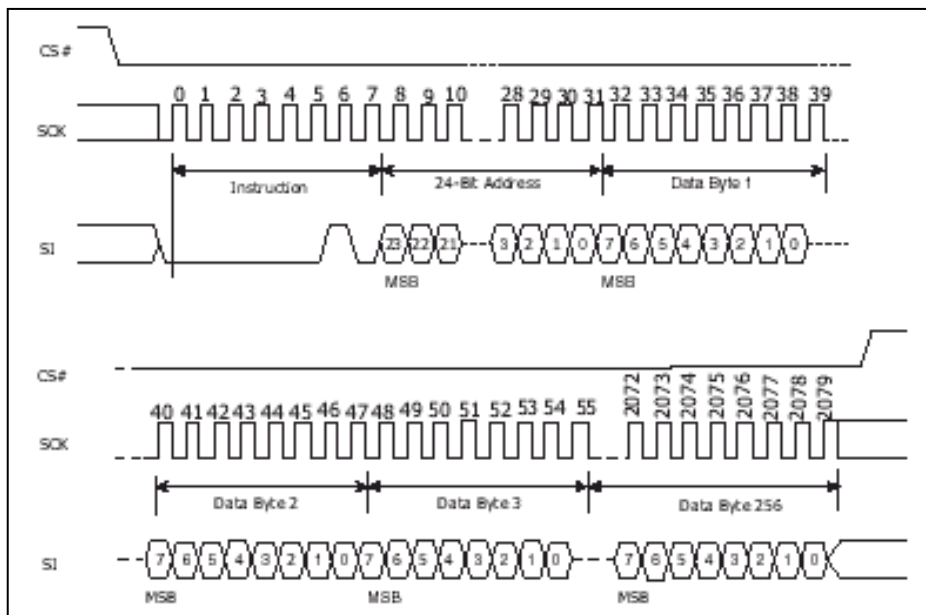 CS#
0 1 2 3 4 5 6 7 8 9 10 28 29 30 31 32 33 34 35 36 37 38 39
SCK
Instruction 24-Bit Address Data Byte 1
SI 23 22 21 3 2 1 0 7 6 5 4 3 2 1 0
MSB MSB
CS#
2072 2073 2074 2075 2076 2077 2078 2079
40 41 42 43 44 45 46 47 48 49 50 51 52 53 54 55
SCK
Data Byte 2 Data Byte 3 Data Byte 256
SI 7 6 5 4 3 2 1 0 7 6 5 4 3 2 1 0 7 6 5 4 3 2 1 0
MSB MSB MSB